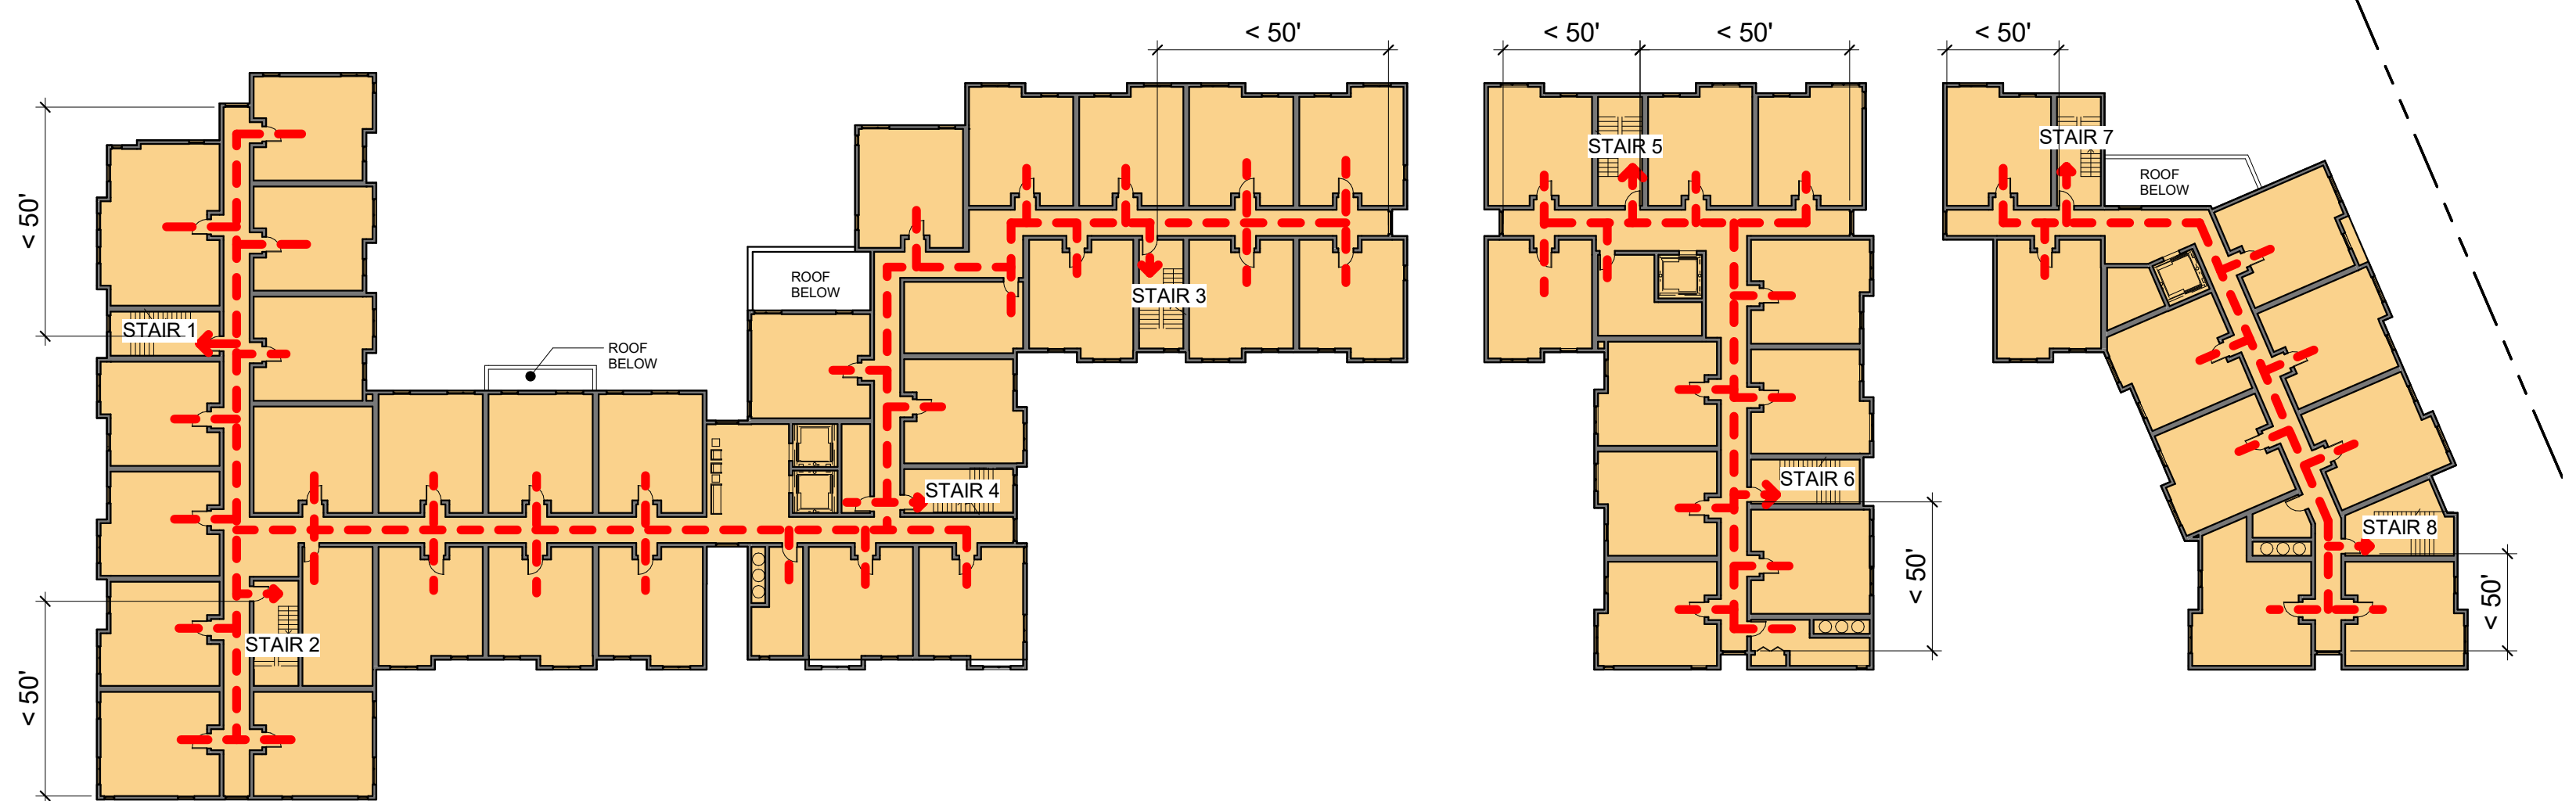 < 50'
< 50'
< 50'
< 50'
STAIR 5
STAIR 7
ROOF
BELOW
< 50'
ROOF
BELOW
STAIR 3
STAIR 1
ROOF
BELOW
STAIR 4
STAIR 6
STAIR 8
< 50'
< 50'
STAIR 2
< 50'